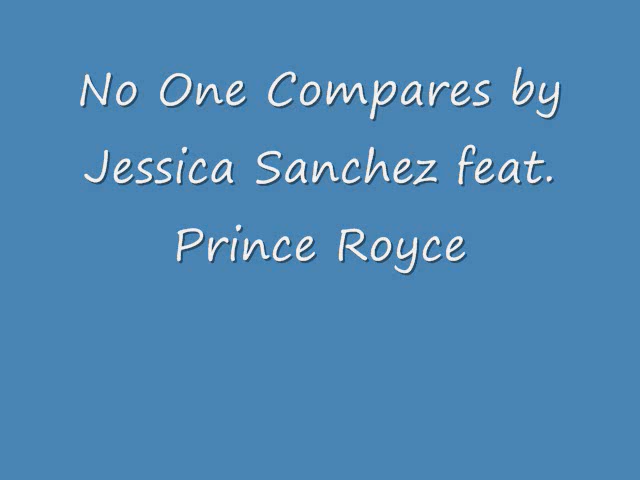 No One Compares by
Jessica Sanchez feat.
Prince Royce